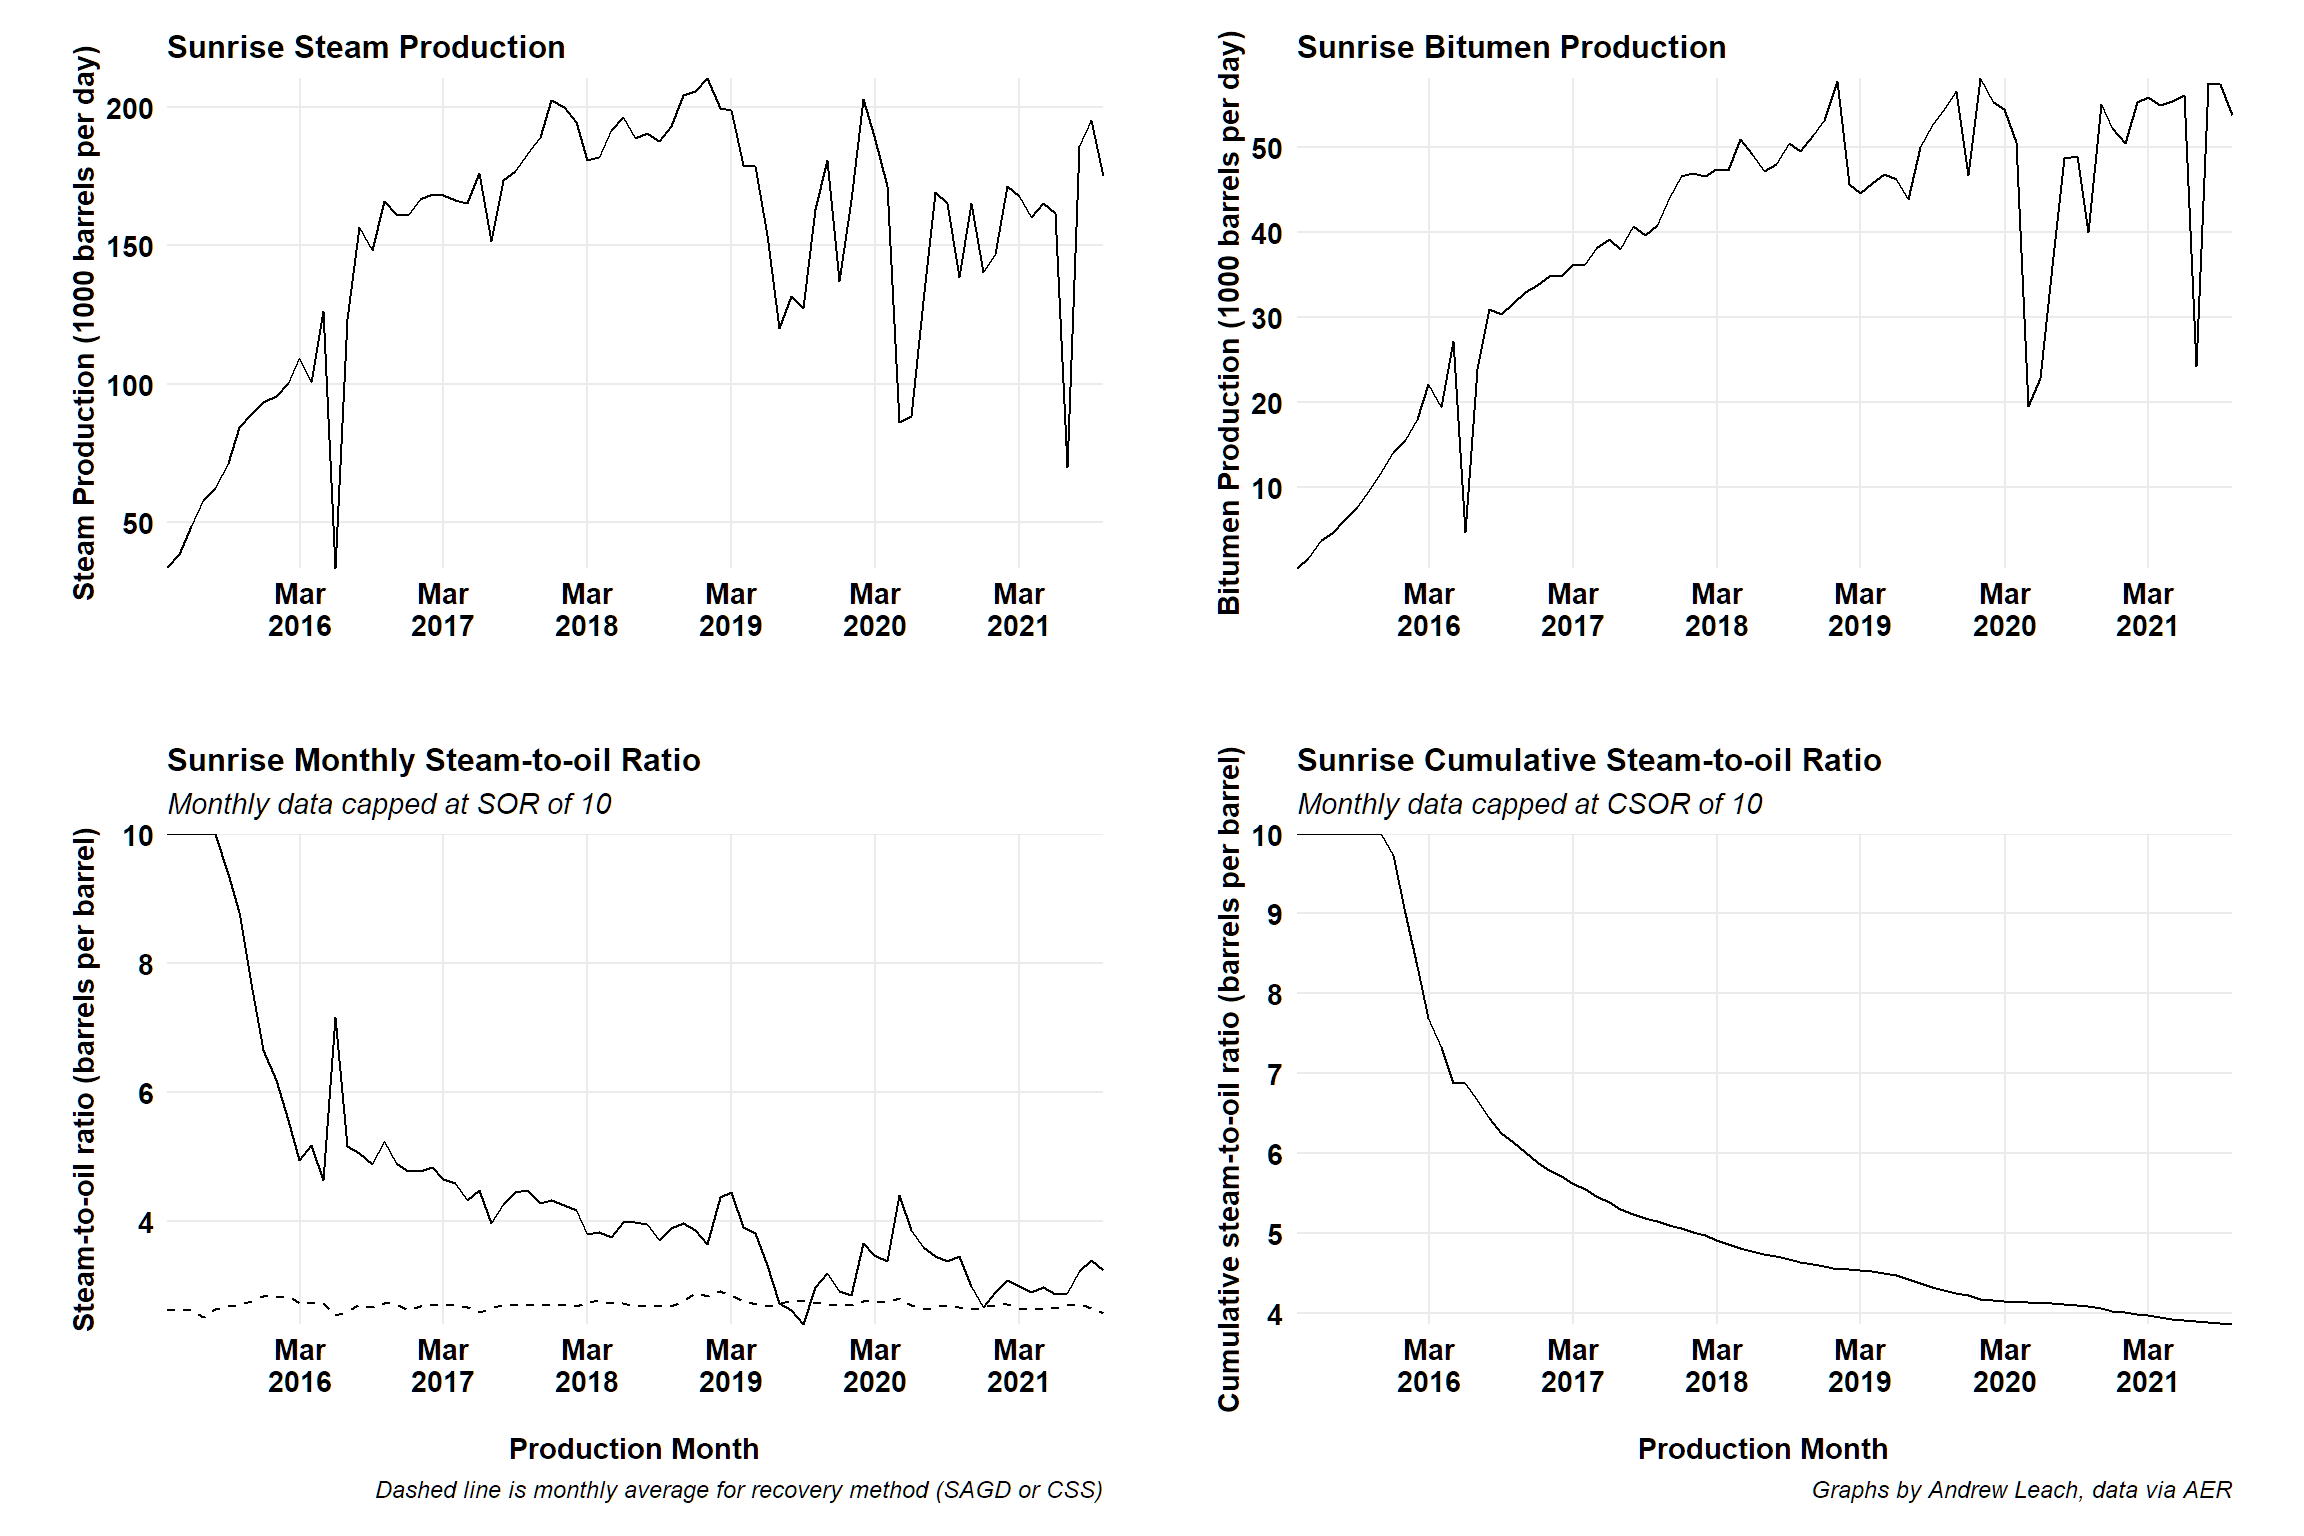 Sunrise Steam Production
Steam Production (1000 barrels per day)
200
150
100
50
Mar Mar Mar Mar Mar Mar
2016 2017 2018 2019 2020 2021
Sunrise Bitumen Production
Bitumen Production (1000 barrels per day)
50
40
30
20
10
Mar Mar Mar Mar Mar Mar
2016 2017 2018 2019 2020 2021
Sunrise Monthly Steam-to-oil Ratio
Monthly data capped at SOR of 10
Steam-to-oil ratio (barrels per barrel)
10
8
6
4
Mar Mar Mar Mar Mar Mar
2016 2017 2018 2019 2020 2021
Production Month
Dashed line is monthly average for recovery method (SAGD or CSS)
Sunrise Cumulative Steam-to-oil Ratio
Monthly data capped at CSOR of 10
Cumulative steam-to-oil ratio (barrels per barrel)
10
9
8
7
6
5
4
Mar Mar Mar Mar Mar Mar
2016 2017 2018 2019 2020 2021
Production Month
Graphs by Andrew Leach, data via AER